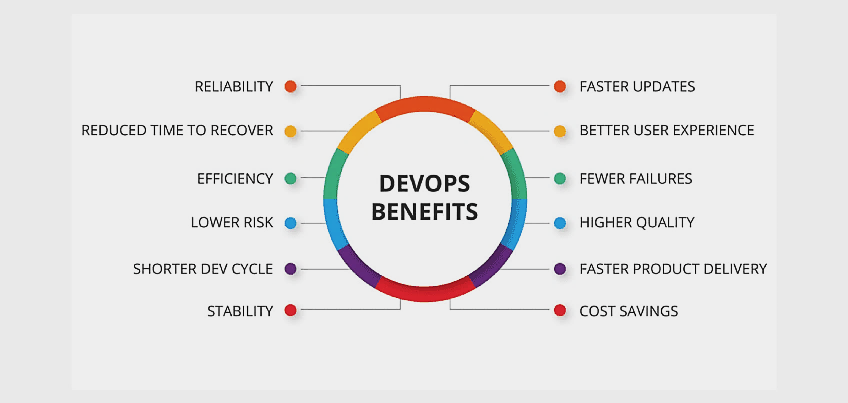 RELIABILITY
REDUCED TIME TO RECOVER
EFFICIENCY
LOWER RISK
SHORTER DEV CYCLE
STABILITY
DEVOPS
BENEFITS
FASTER UPDATES
BETTER USER EXPERIENCE
FEWER FAILURES
HIGHER QUALITY
FASTER PRODUCT DELIVERY
COST SAVINGS